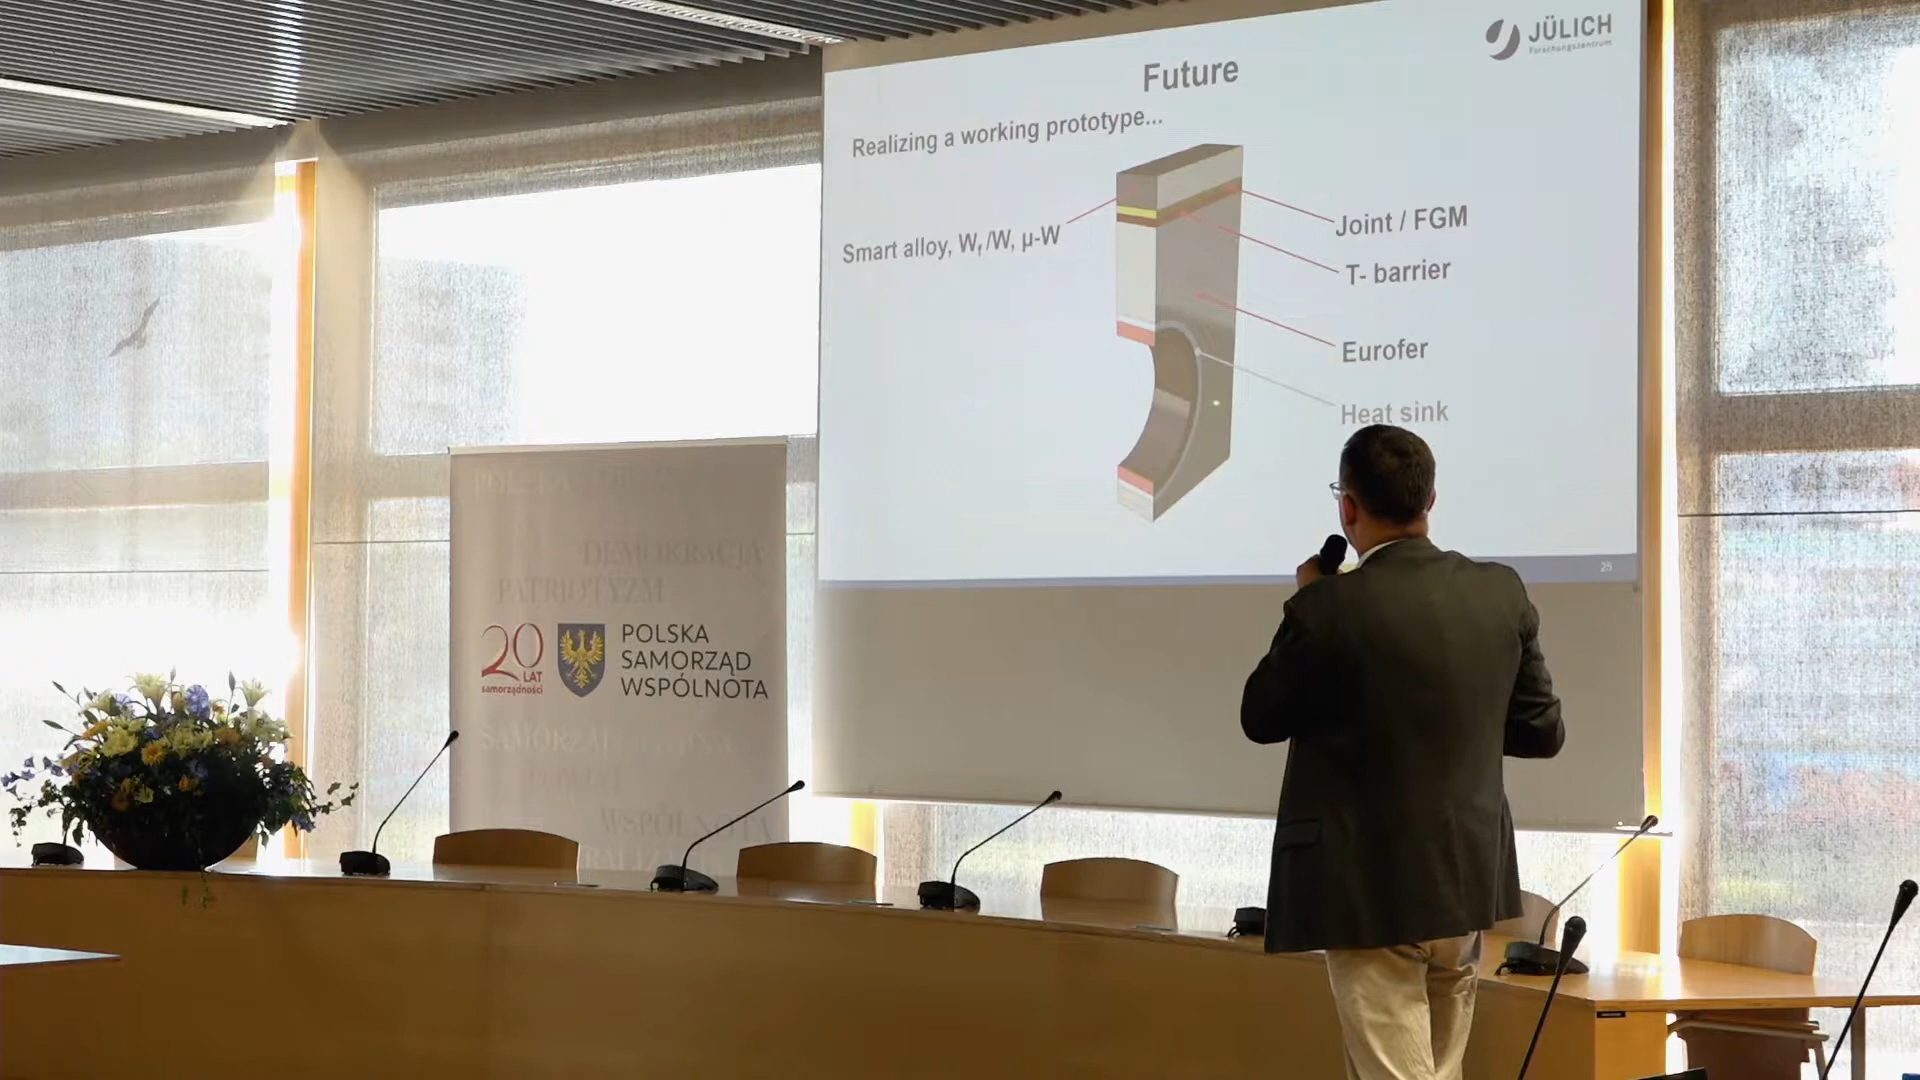 JÜLICH
Forschungszentrum
Future
Realizing a working prototype...
Smart alloy, Wf/W, µ-W
Joint / FGM
T- barrier
Eurofer
Heat sink
25
DEMOKRACJA
PATRIOTYZM
20
LAT
samorządności
POLSKA
SAMORZĄD
WSPÓLNOTA
WSPÓLNOTA